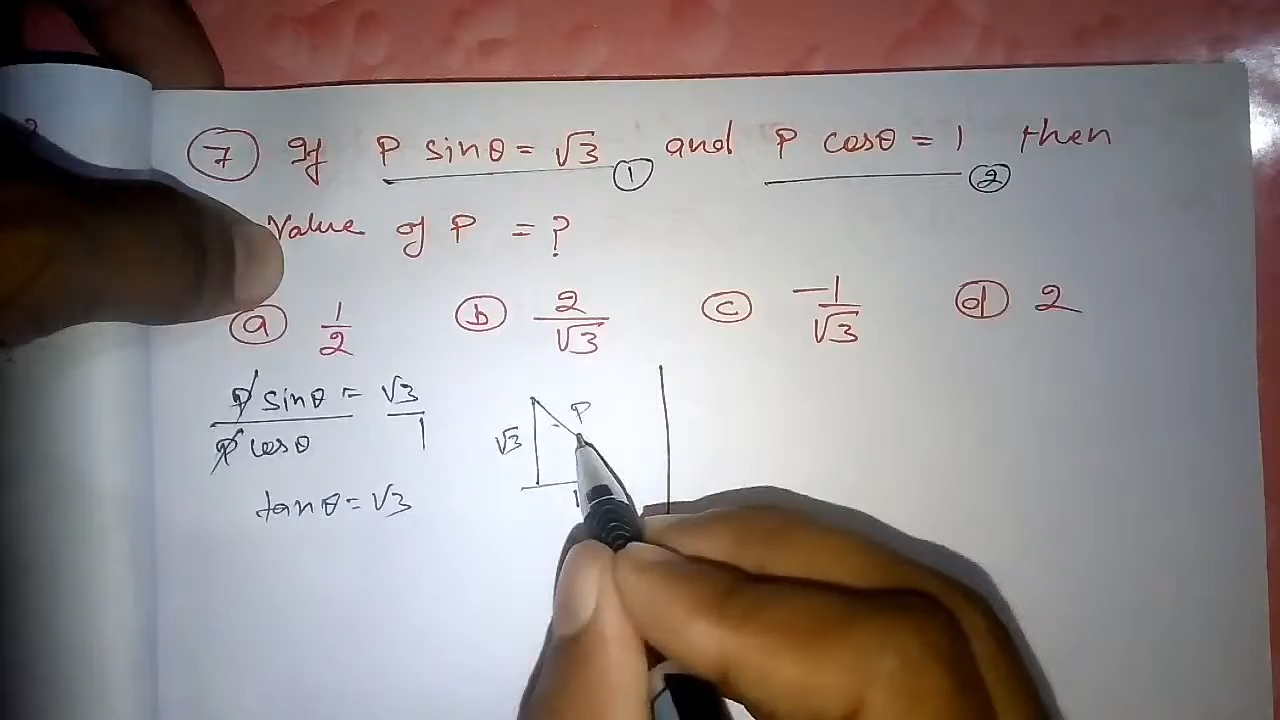 7 If P sinθ = √3 ① and P cosθ = 1 ② then
Value of P = ?
ⓐ 1/2 ⓑ 2/√3 ⓒ -1/√3 ⓓ 2
P sinθ / P cosθ = √3/1
tanθ = √3
P
√3